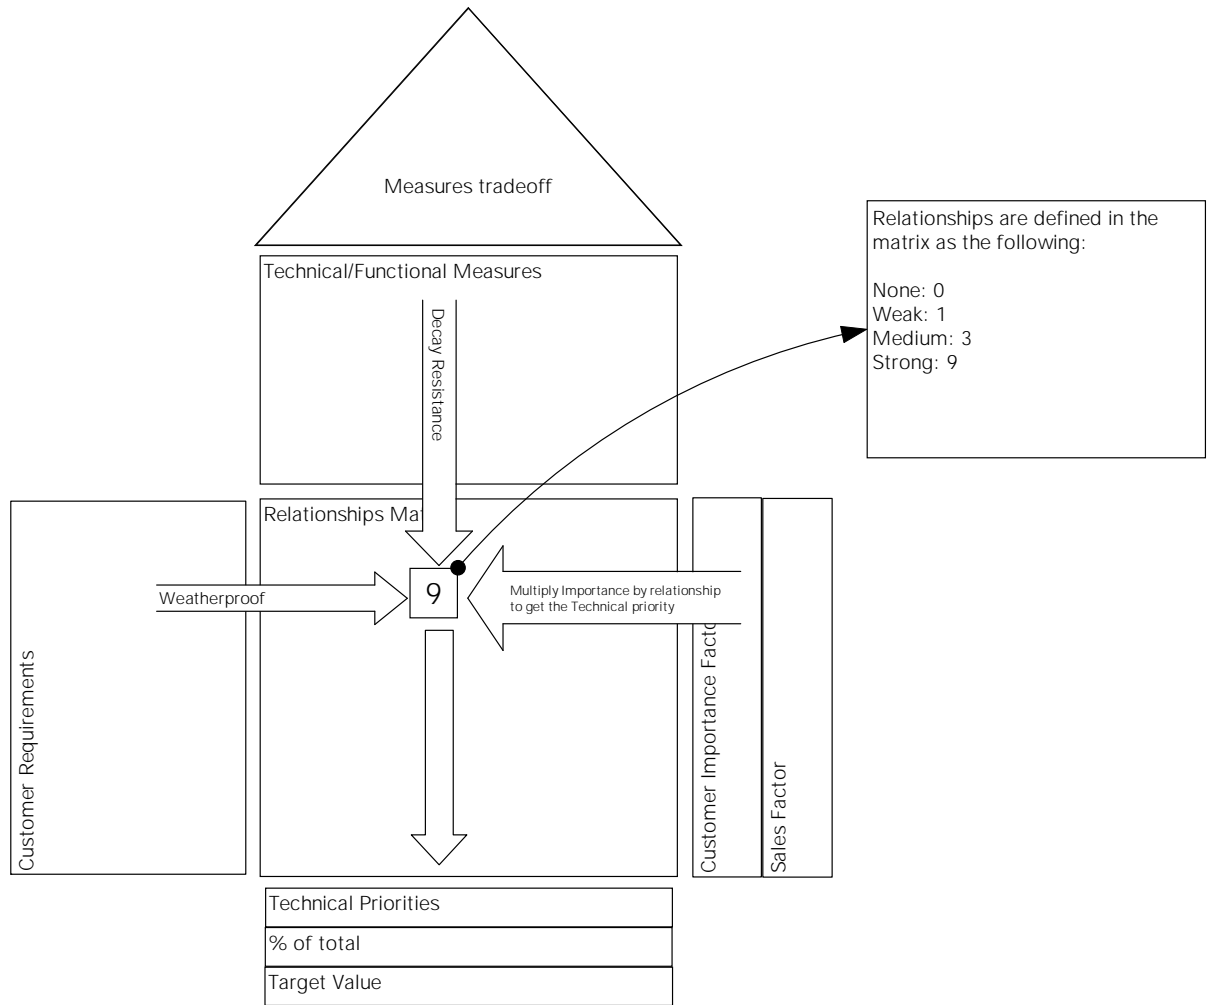 Measures tradeoff
Relationships are defined in the
matrix as the following:
None: 0
Weak: 1
Medium: 3
Strong: 9
Technical/Functional Measures
Decay Resistance
Relationships Mat
Weatherproof
9
Multiply Importance by relationship
to get the Technical priority
Customer Requirements
Customer Importance Facto
Sales Factor
Technical Priorities
% of total
Target Value